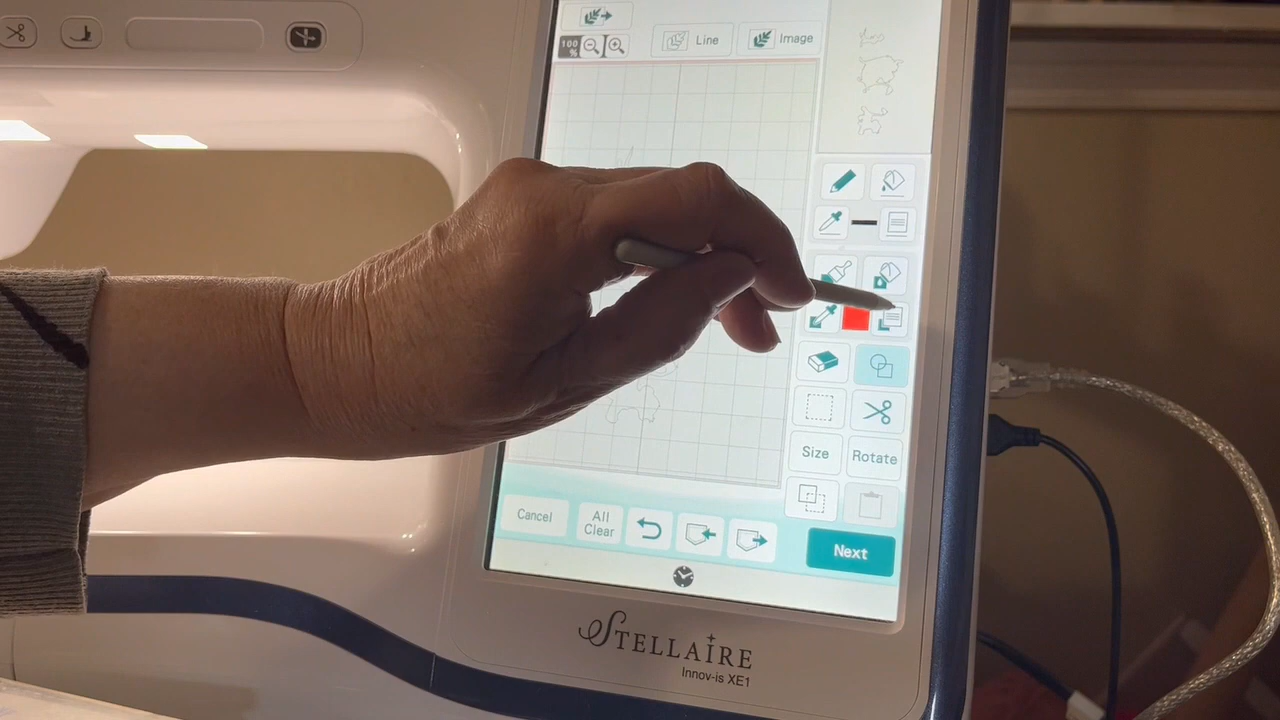 100
%
Line
Image
Size
Rotate
Cancel
All
Clear
Next
STELLAIRE
Innov-is XE1